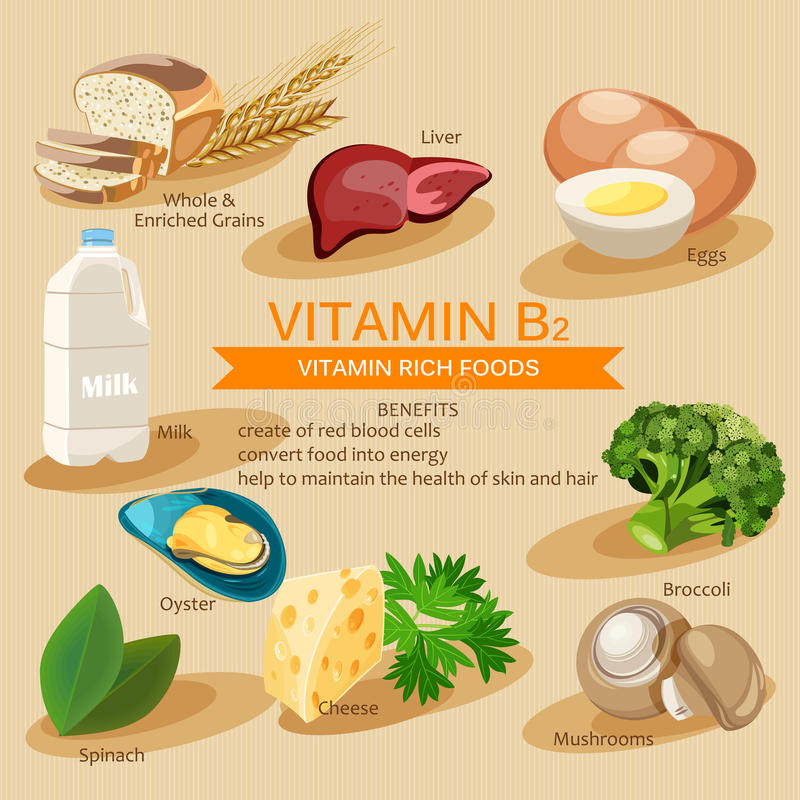 Whole &
Enriched Grains
Liver
Eggs
Milk
Milk
VITAMIN B2
VITAMIN RICH FOODS
BENEFITS
create of red blood cells
convert food into energy
help to maintain the health of skin and hair
Oyster
Broccoli
Cheese
Spinach
Mushrooms
dreamstime